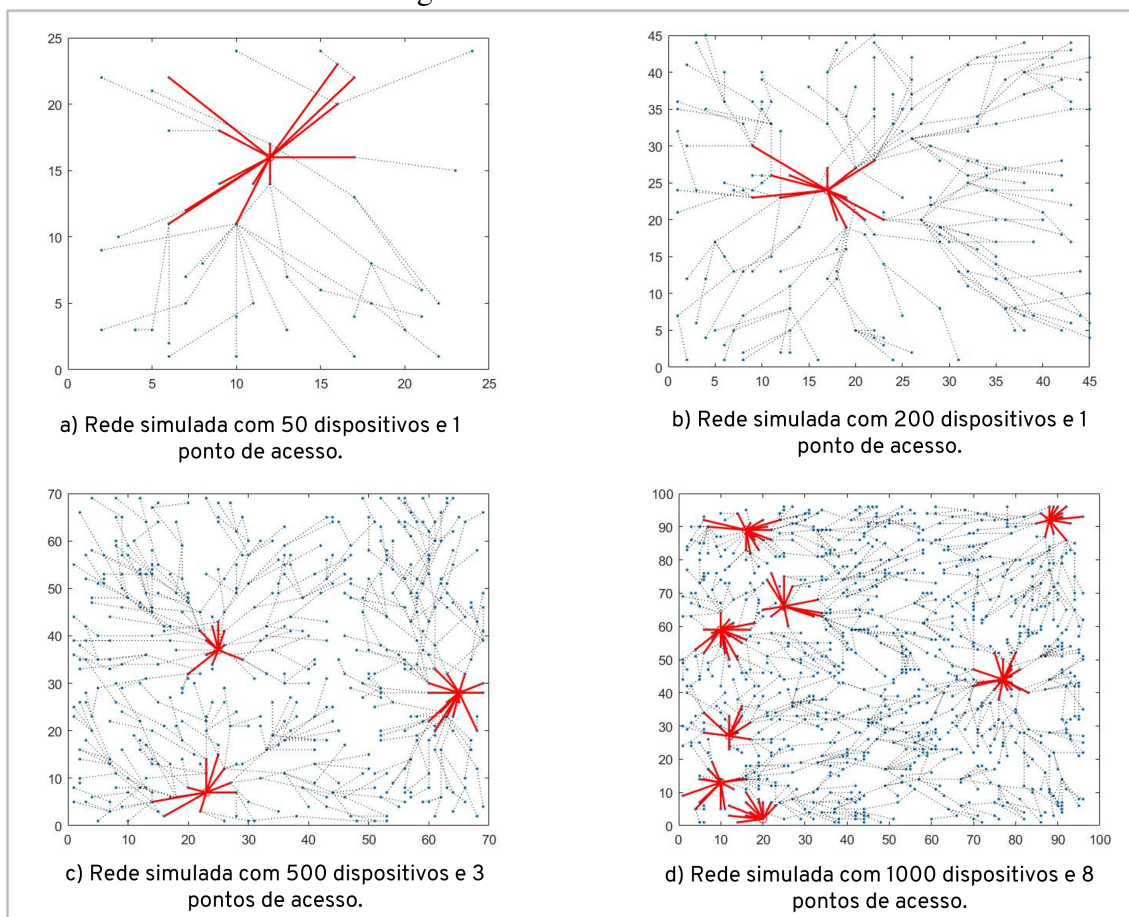 25
20
15
10
5
0
0 5 10 15 20 25
a) Rede simulada com 50 dispositivos e 1
ponto de acesso.
45
40
35
30
25
20
15
10
5
0
0 5 10 15 20 25 30 35 40 45
b) Rede simulada com 200 dispositivos e 1
ponto de acesso.
70
60
50
40
30
20
10
0
0 10 20 30 40 50 60 70
c) Rede simulada com 500 dispositivos e 3
pontos de acesso.
100
90
80
70
60
50
40
30
20
10
0
0 10 20 30 40 50 60 70 80 90 100
d) Rede simulada com 1000 dispositivos e 8
pontos de acesso.